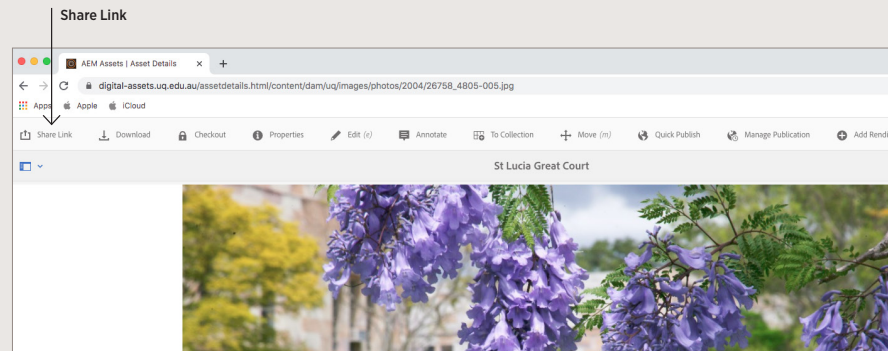 Share Link
AEM Assets | Asset Details
digital-assets.uq.edu.au/assetdetails.html/content/dam/uq/images/photos/2004/26758_4805-005.jpg
Apps Apple iCloud
Share Link Download Checkout Properties Edit (e) Annotate To Collection Move (m) Quick Publish Manage Publication Add Rendi
St Lucia Great Court